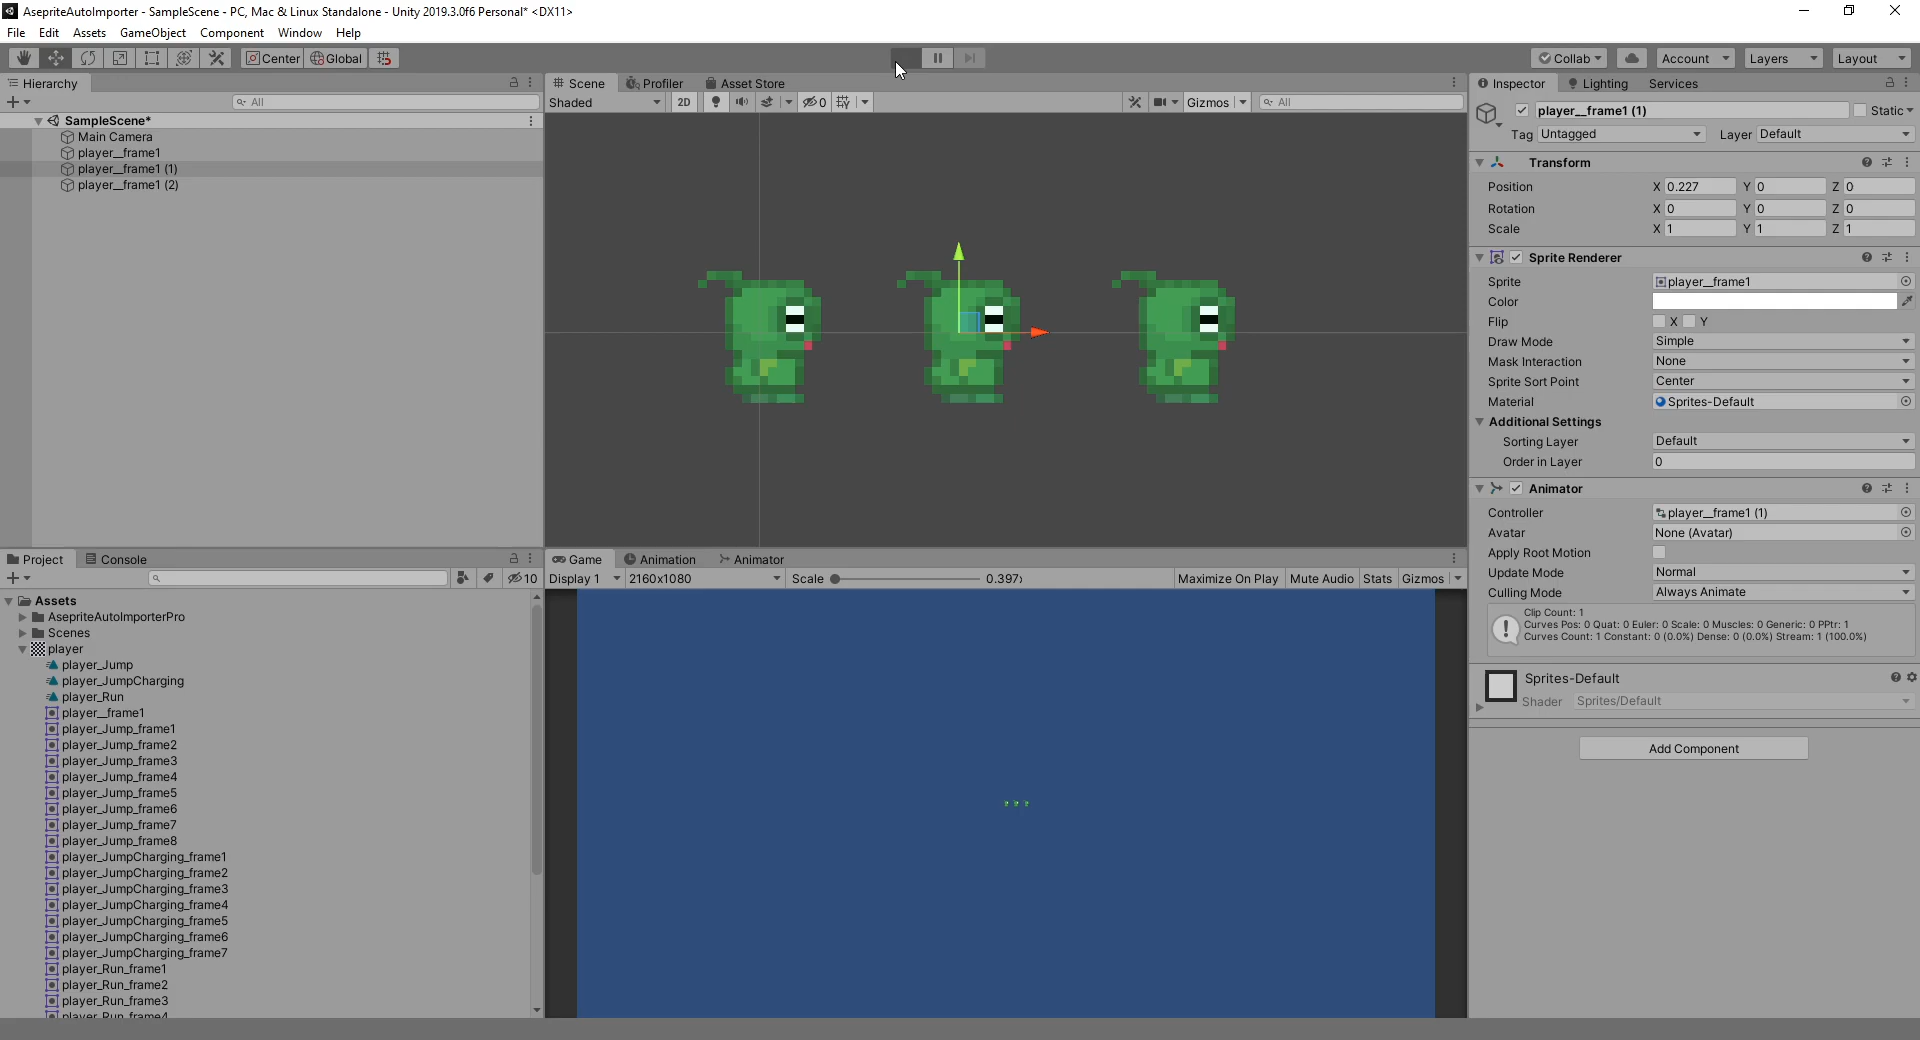 AsepriteAutoImporter - SampleScene - PC, Mac & Linux Standalone - Unity 2019.3.0f6 Personal* <DX11>
File Edit Assets GameObject Component Window Help
Center Global Collab Account Layers Layout
Hierarchy
All
SampleScene*
Main Camera
player__frame1
player__frame1 (1)
player__frame1 (2)
Scene Profiler Asset Store
Shaded 2D 0 Gizmos All
Inspector Lighting Services
player__frame1 (1) Static
Tag Untagged Layer Default
Transform
Position X 0.227 Y 0 Z 0
Rotation X 0 Y 0 Z 0
Scale X 1 Y 1 Z 1
Sprite Renderer
Sprite player__frame1
Color
Flip X Y
Draw Mode Simple
Mask Interaction None
Sprite Sort Point Center
Material Sprites-Default
Additional Settings
Sorting Layer Default
Order in Layer 0
Animator
Controller player__frame1 (1)
Avatar None (Avatar)
Apply Root Motion
Update Mode Normal
Culling Mode Always Animate
Clip Count: 1
Curves Pos: 0 Quat: 0 Euler: 0 Scale: 0 Muscles: 0 Generic: 0 PPtr: 1
Curves Count: 1 Constant: 0 (0.0%) Dense: 0 (0.0%) Stream: 1 (100.0%)
Sprites-Default
Shader Sprites/Default
Add Component
Project Console
10
Assets
AsepriteAutoImporterPro
Scenes
player
player_Jump
player_JumpCharging
player_Run
player__frame1
player_Jump_frame1
player_Jump_frame2
player_Jump_frame3
player_Jump_frame4
player_Jump_frame5
player_Jump_frame6
player_Jump_frame7
player_Jump_frame8
player_JumpCharging_frame1
player_JumpCharging_frame2
player_JumpCharging_frame3
player_JumpCharging_frame4
player_JumpCharging_frame5
player_JumpCharging_frame6
player_JumpCharging_frame7
player_Run_frame1
player_Run_frame2
player_Run_frame3
player_Run_frame4
Game Animation Animator
Display 1 2160x1080 Scale 0.397 Maximize On Play Mute Audio Stats Gizmos